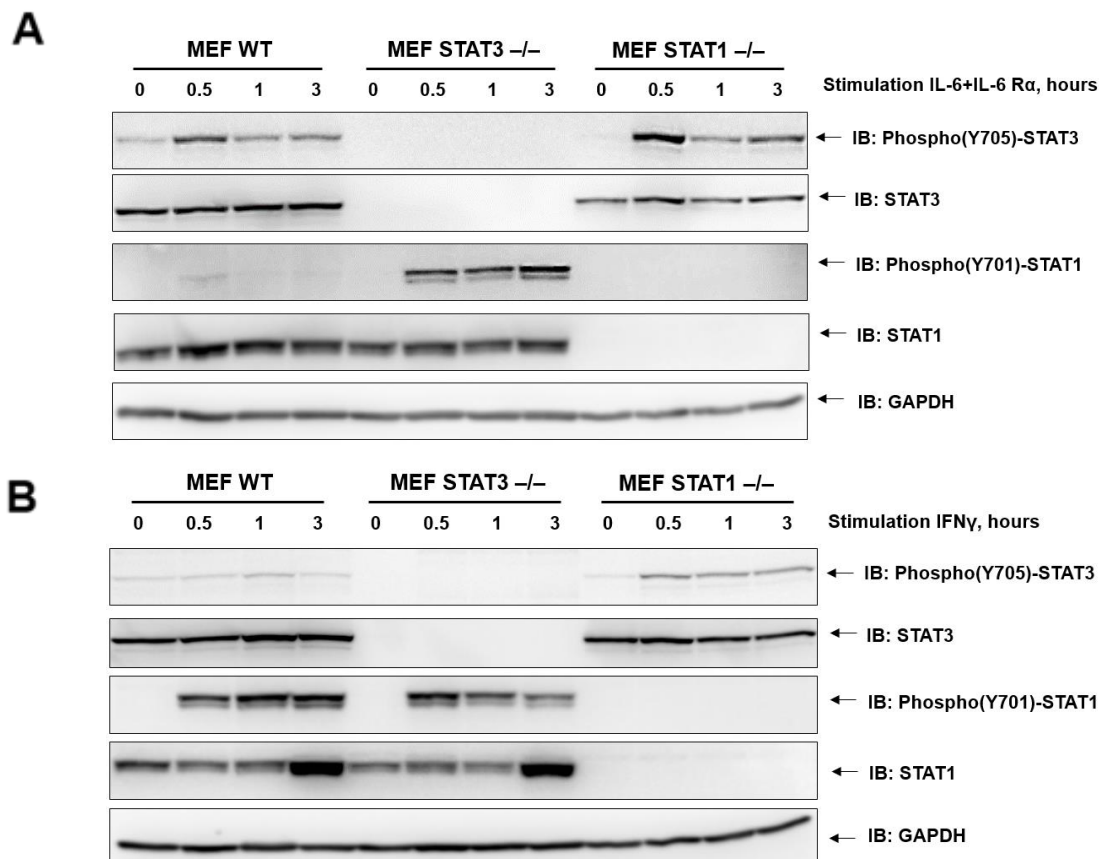 A
MEF WT MEF STAT3 –/– MEF STAT1 –/–
0 0.5 1 3 0 0.5 1 3 0 0.5 1 3 Stimulation IL-6+IL-6 Rα, hours
IB: Phospho(Y705)-STAT3
IB: STAT3
IB: Phospho(Y701)-STAT1
IB: STAT1
IB: GAPDH
B
MEF WT MEF STAT3 –/– MEF STAT1 –/–
0 0.5 1 3 0 0.5 1 3 0 0.5 1 3 Stimulation IFNγ, hours
IB: Phospho(Y705)-STAT3
IB: STAT3
IB: Phospho(Y701)-STAT1
IB: STAT1
IB: GAPDH